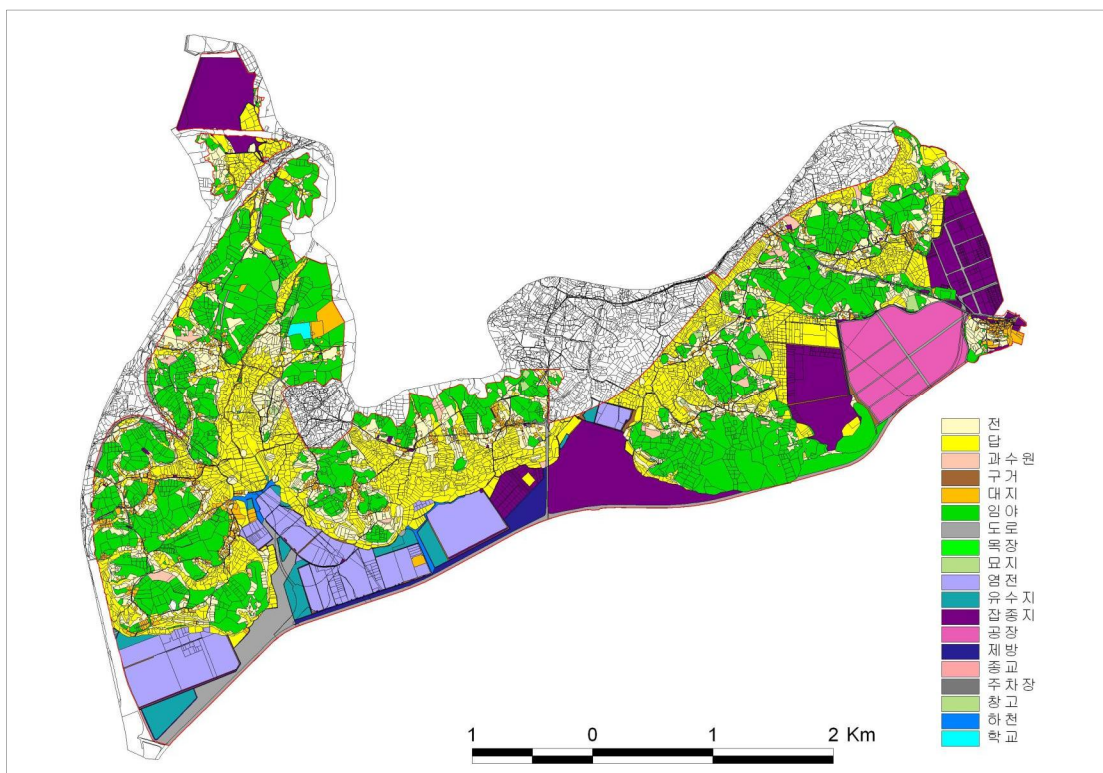 전
답
과수원
구거
대지
임야
도로
목장
묘지
염전
유수지
잡종지
공장
제방
종교
주차장
창고
하천
학교
1 0 1 2 Km